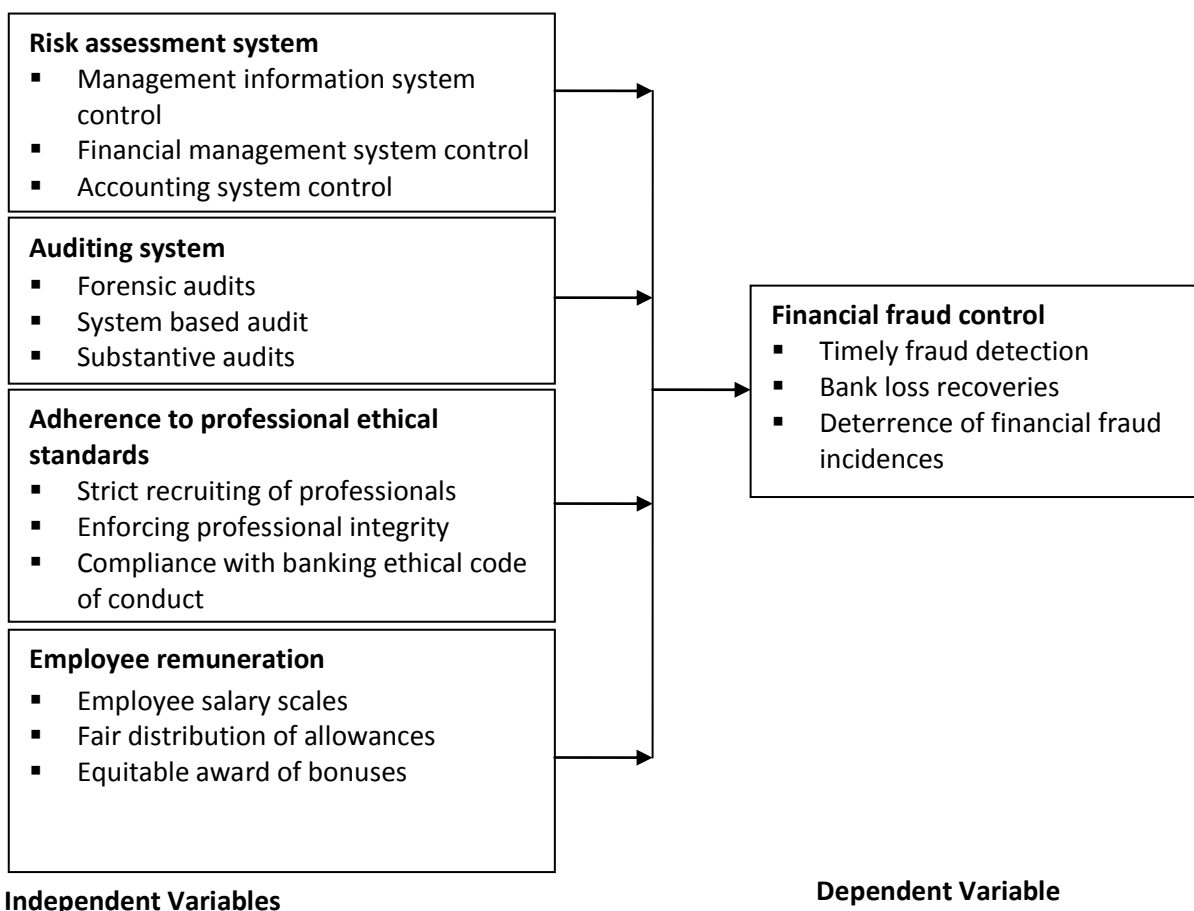 Risk assessment system
▪ Management information system
control
▪ Financial management system control
▪ Accounting system control
Auditing system
▪ Forensic audits
▪ System based audit
▪ Substantive audits
Adherence to professional ethical
standards
▪ Strict recruiting of professionals
▪ Enforcing professional integrity
▪ Compliance with banking ethical code
of conduct
Employee remuneration
▪ Employee salary scales
▪ Fair distribution of allowances
▪ Equitable award of bonuses
Independent Variables
Financial fraud control
▪ Timely fraud detection
▪ Bank loss recoveries
▪ Deterrence of financial fraud
incidences
Dependent Variable